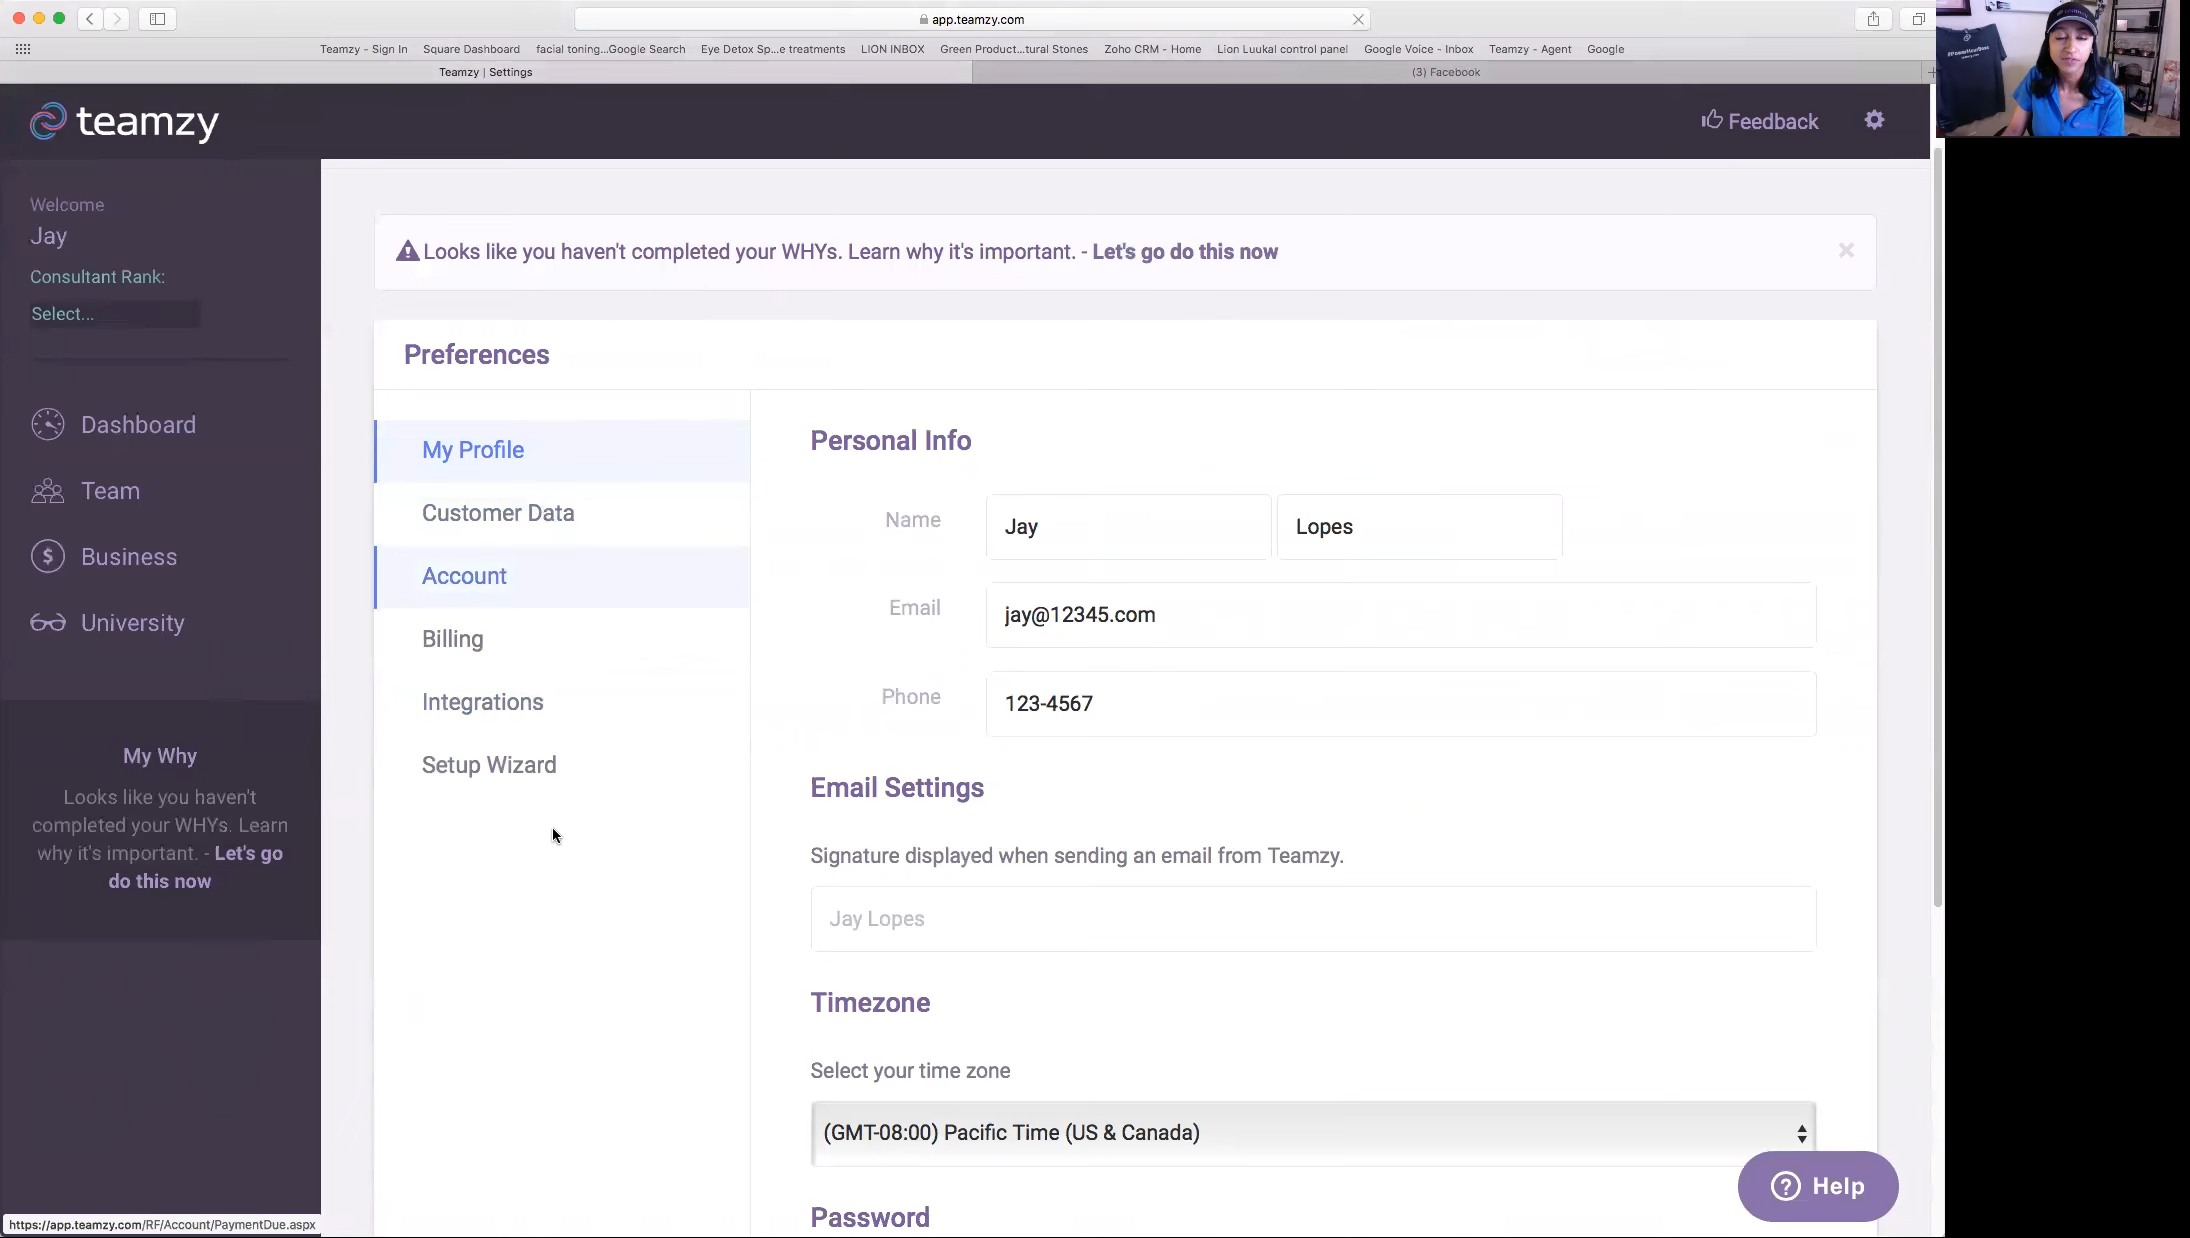 app.teamzy.com
Teamzy - Sign In
Square Dashboard
facial toning...Google Search
Eye Detox Sp...e treatments
LION INBOX
Green Product...tural Stones
Zoho CRM - Home
Lion Luukal control panel
Google Voice - Inbox
Teamzy - Agent
Google
Teamzy | Settings
(3) Facebook
teamzy
Feedback
Welcome
Jay
Consultant Rank:
Select...
Dashboard
Team
Business
University
My Why
Looks like you haven't
completed your WHYs. Learn
why it's important. - Let's go
do this now
Looks like you haven't completed your WHYs. Learn why it's important. - Let's go do this now
Preferences
My Profile
Customer Data
Account
Billing
Integrations
Setup Wizard
Personal Info
Name
Jay
Lopes
Email
jay@12345.com
Phone
123-4567
Email Settings
Signature displayed when sending an email from Teamzy.
Jay Lopes
Timezone
Select your time zone
(GMT-08:00) Pacific Time (US & Canada)
Password
Help
https://app.teamzy.com/RF/Account/PaymentDue.aspx